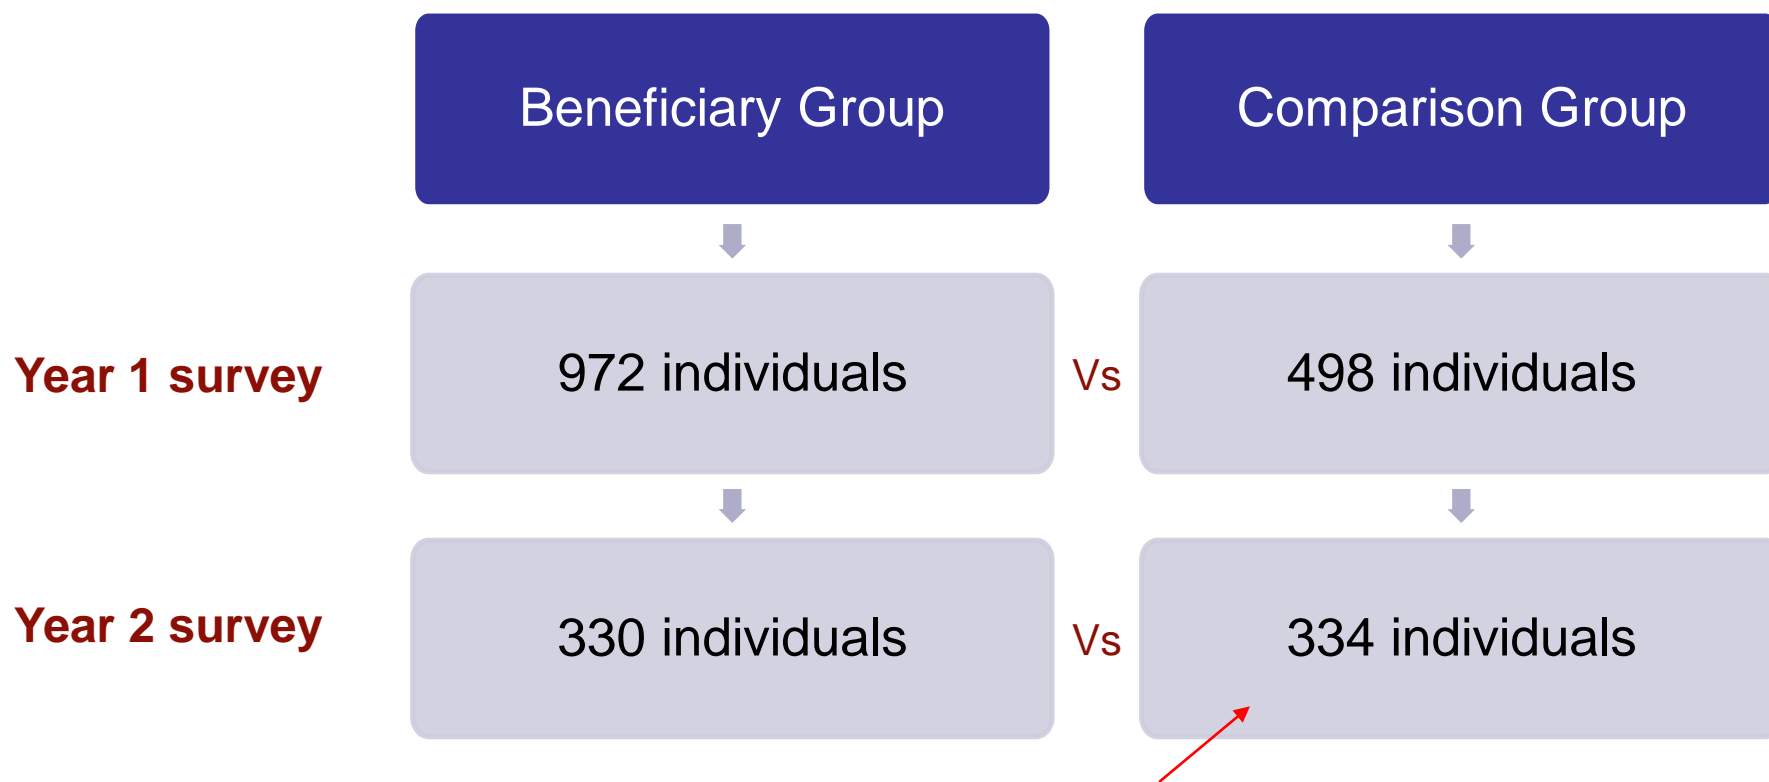 Beneficiary Group
Comparison Group
Year 1 survey
972 individuals
Vs
498 individuals
Year 2 survey
330 individuals
Vs
334 individuals